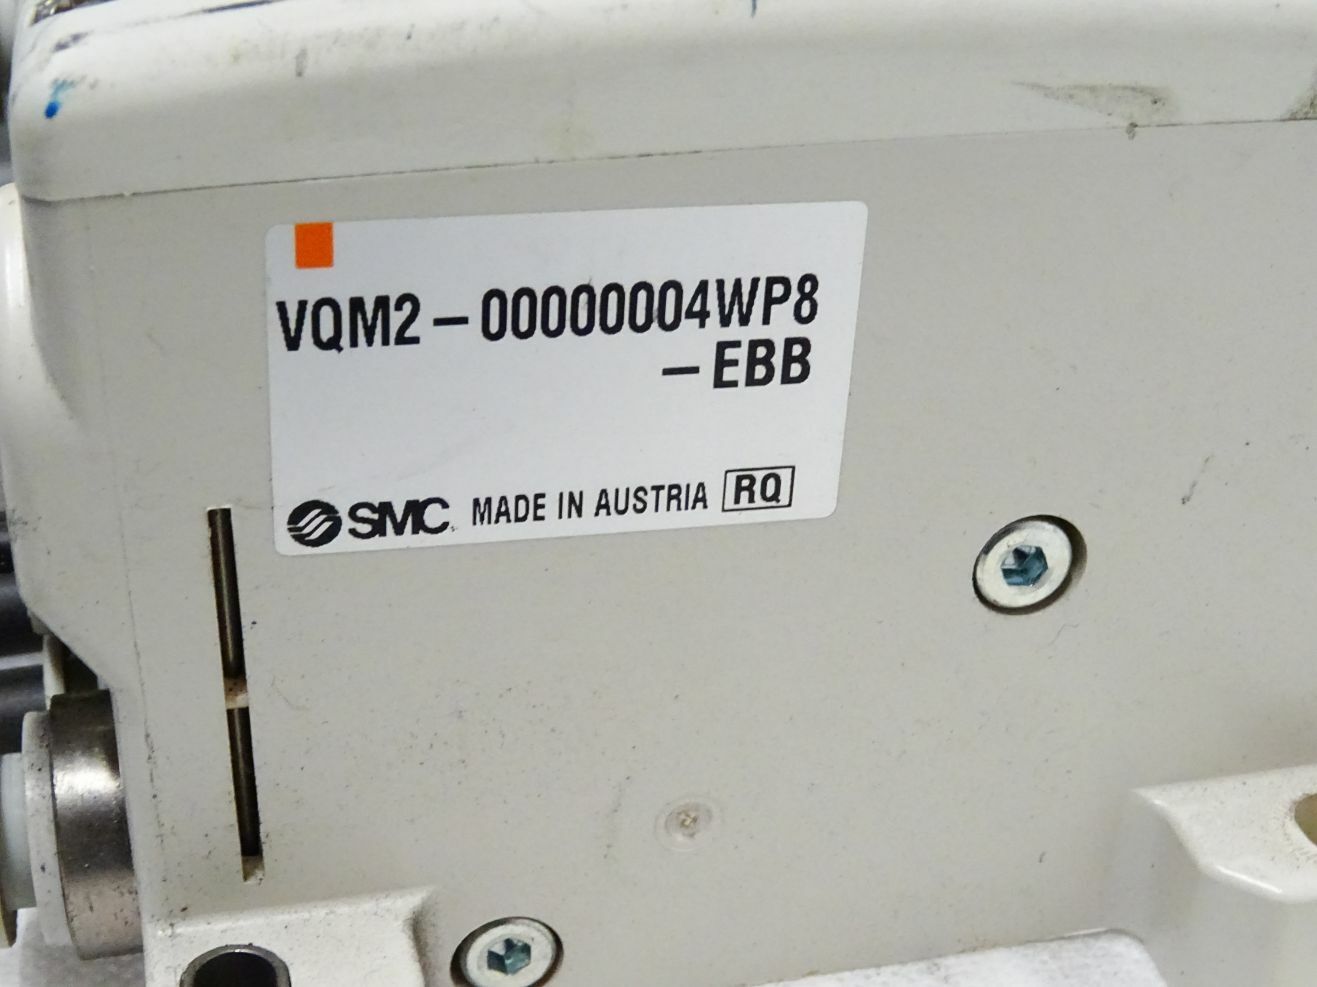 VQM2-00000004WP8
-EBB
SMC MADE IN AUSTRIA RQ